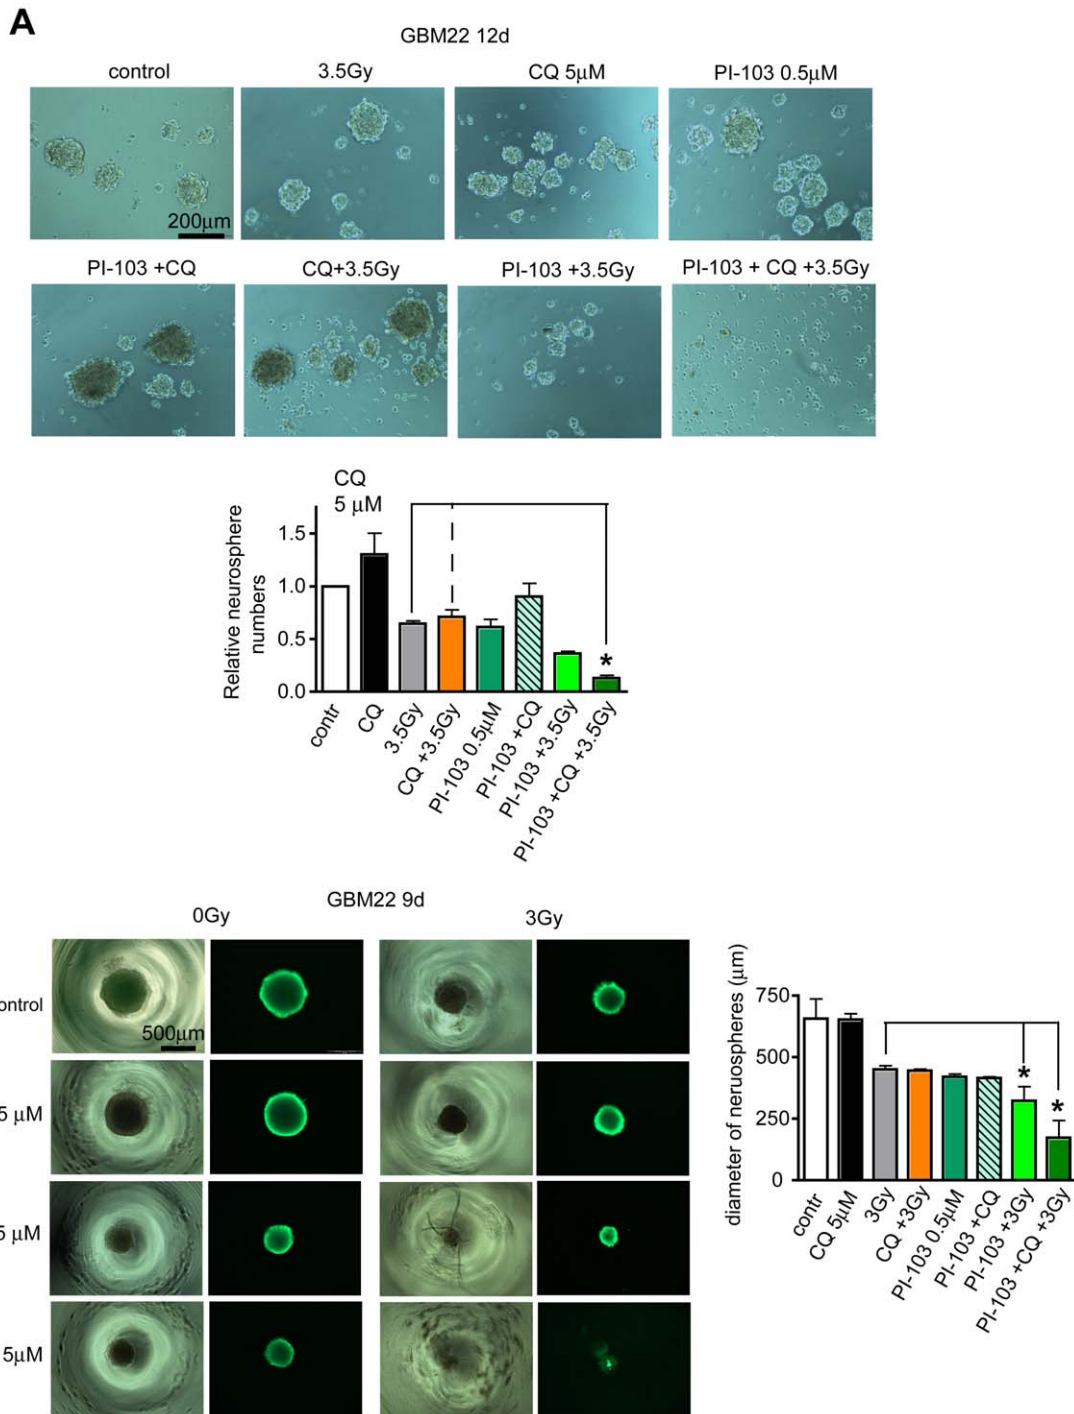 A
GBM22 12d
control 3.5Gy CQ 5μM PI-103 0.5μM
200μm
PI-103 +CQ CQ+3.5Gy PI-103 +3.5Gy PI-103 + CQ +3.5Gy
CQ
5 μM
Relative neurosphere
numbers
1.5
1.0
0.5
0.0
*
contr
CQ
3.5Gy
CQ +3.5Gy
PI-103 0.5μM
PI-103 +CQ
PI-103 +3.5Gy
PI-103 +CQ +3.5Gy
GBM22 9d
0Gy 3Gy
ontrol
500μm
5 μM
5 μM
5μM
diameter of neruospheres (μm)
750
500
250
0
*
*
contr
CQ 5μM
3Gy
CQ +3Gy
PI-103 0.5μM
PI-103 +CQ
PI-103 +3Gy
PI-103 +CQ +3Gy